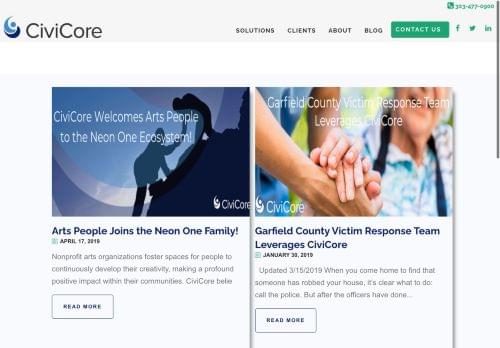 303-477-0900
CiviCore
SOLUTIONS CLIENTS ABOUT BLOG CONTACT US
CiviCore Welcomes Arts People
to the Neon One Ecosystem!
CiviCore
Arts People Joins the Neon One Family!
APRIL 17, 2019
Nonprofit arts organizations foster spaces for people to
continuously develop their creativity, making a profound
positive impact within their communities. CiviCore belie
READ MORE
Garfield County Victim Response Team
Leverages CiviCore
CiviCore
Garfield County Victim Response Team
Leverages CiviCore
JANUARY 30, 2019
Updated 3/15/2019 When you come home to find that
someone has robbed your house, it's clear what to do:
call the police. But after the officers have done...
READ MORE